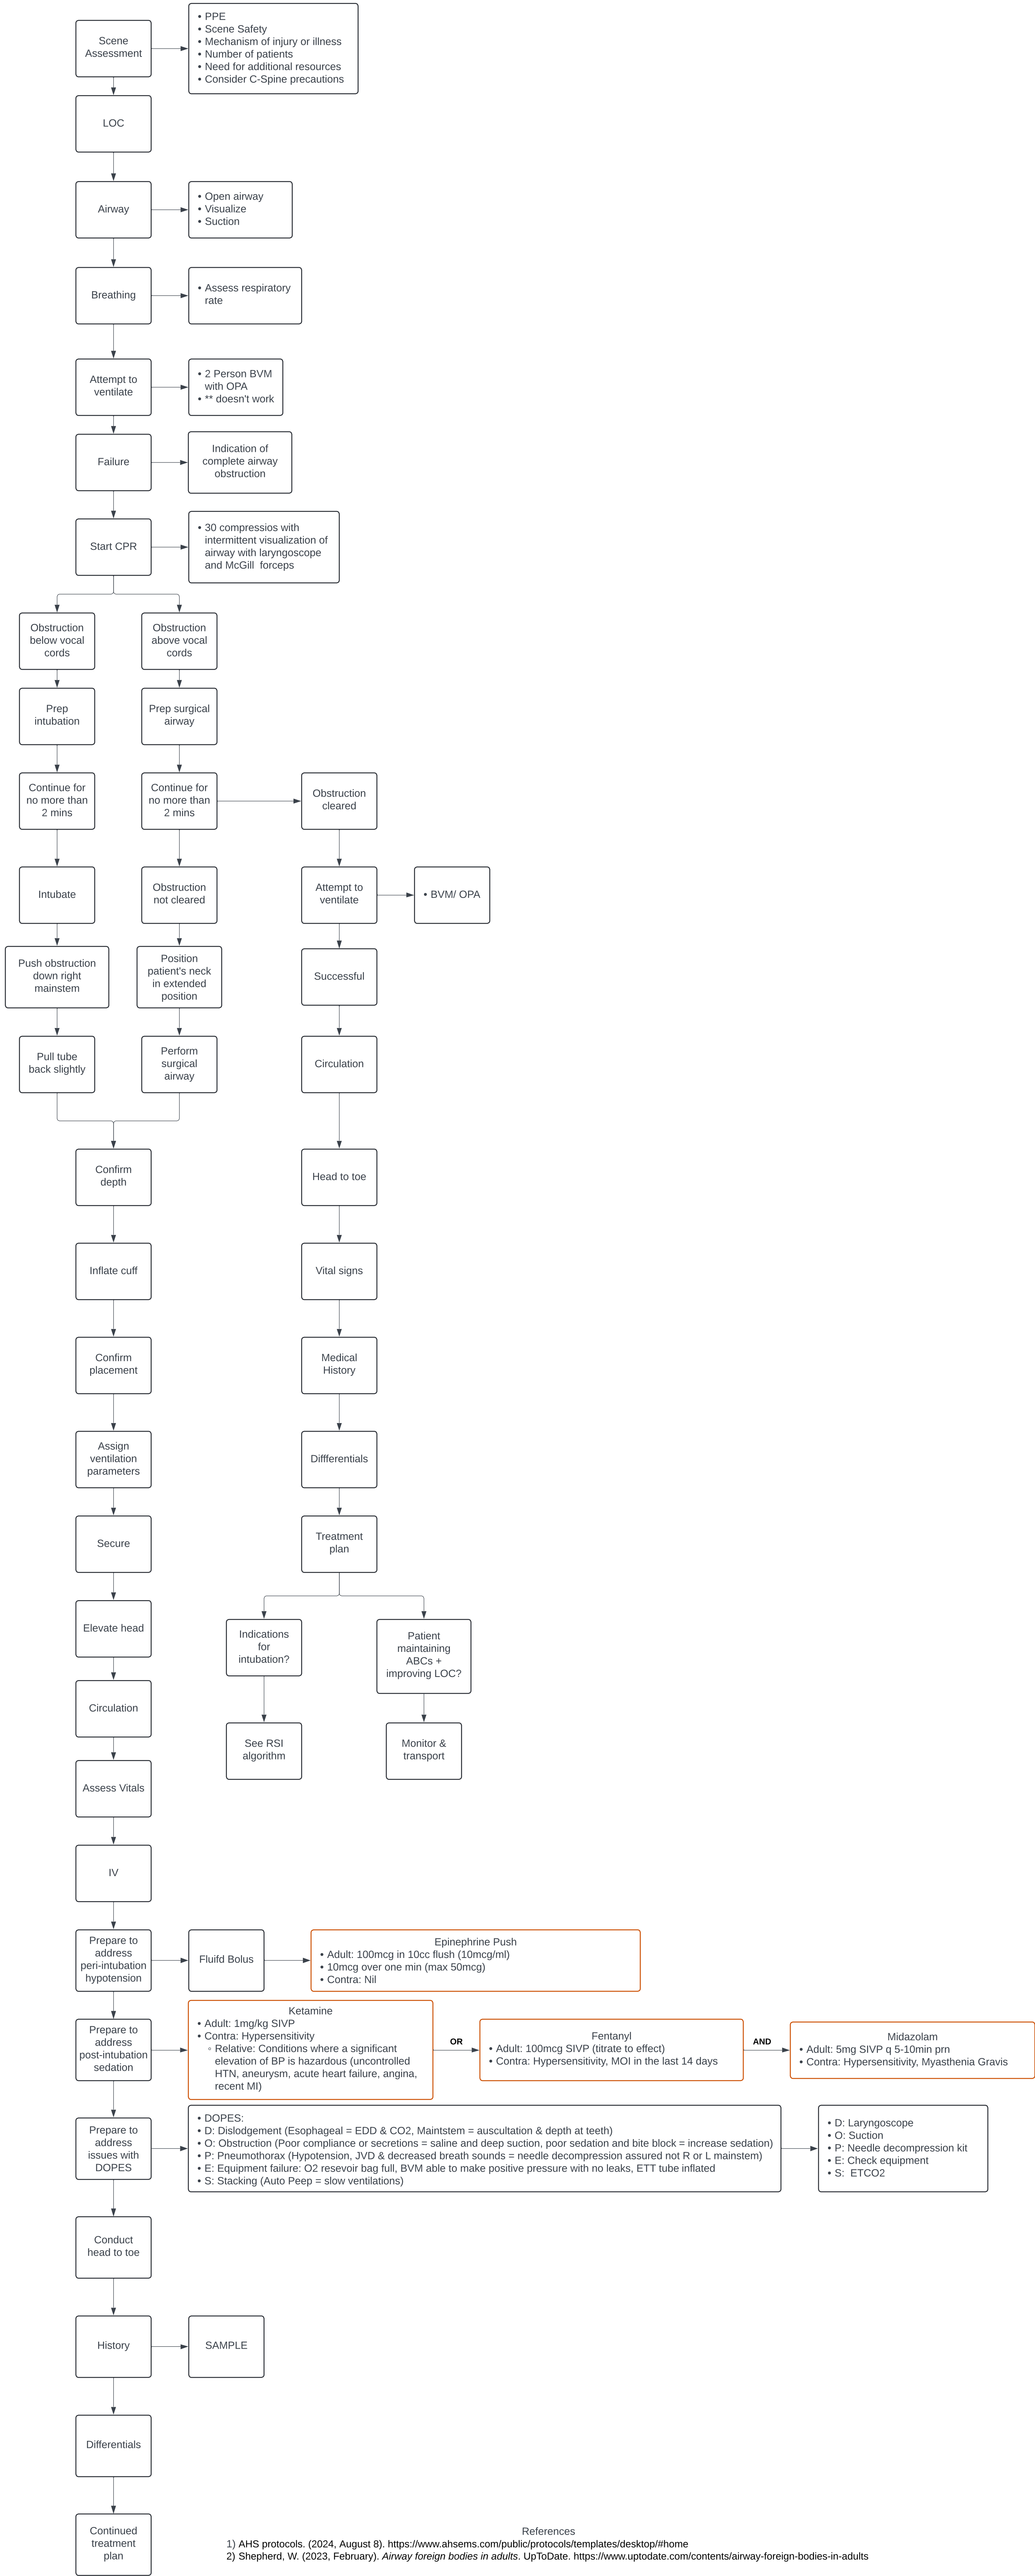 Scene
Assessment
• PPE
• Scene Safety
• Mechanism of injury or illness
• Number of patients
• Need for additional resources
• Consider C-Spine precautions
LOC
Airway
• Open airway
• Visualize
• Suction
Breathing
• Assess respiratory
rate
Attempt to
ventilate
• 2 Person BVM
with OPA
• ** doesn't work
Failure
Indication of
complete airway
obstruction
Start CPR
• 30 compressios with
intermittent visualization of
airway with laryngoscope
and McGill forceps
Obstruction
below vocal
cords
Obstruction
above vocal
cords
Prep
intubation
Prep surgical
airway
Continue for
no more than
2 mins
Continue for
no more than
2 mins
Obstruction
cleared
Intubate
Obstruction
not cleared
Attempt to
ventilate
• BVM/ OPA
Push obstruction
down right
mainstem
Position
patient's neck
in extended
position
Successful
Pull tube
back slightly
Perform
surgical
airway
Circulation
Confirm
depth
Head to toe
Inflate cuff
Vital signs
Confirm
placement
Medical
History
Assign
ventilation
parameters
Diffferentials
Secure
Treatment
plan
Elevate head
Indications
for
intubation?
Patient
maintaining
ABCs +
improving LOC?
Circulation
See RSI
algorithm
Monitor &
transport
Assess Vitals
IV
Prepare to
address
peri-intubation
hypotension
Fluifd Bolus
Epinephrine Push
• Adult: 100mcg in 10cc flush (10mcg/ml)
• 10mcg over one min (max 50mcg)
• Contra: Nil
Prepare to
address
post-intubation
sedation
Ketamine
• Adult: 1mg/kg SIVP
• Contra: Hypersensitivity
◦ Relative: Conditions where a significant
elevation of BP is hazardous (uncontrolled
HTN, aneurysm, acute heart failure, angina,
recent MI)
OR
Fentanyl
• Adult: 100mcg SIVP (titrate to effect)
• Contra: Hypersensitivity, MOI in the last 14 days
AND
Midazolam
• Adult: 5mg SIVP q 5-10min prn
• Contra: Hypersensitivity, Myasthenia Gravis
Prepare to
address
issues with
DOPES
• DOPES:
• D: Dislodgement (Esophageal = EDD & CO2, Maintstem = auscultation & depth at teeth)
• O: Obstruction (Poor compliance or secretions = saline and deep suction, poor sedation and bite block = increase sedation)
• P: Pneumothorax (Hypotension, JVD & decreased breath sounds = needle decompression assured not R or L mainstem)
• E: Equipment failure: O2 resevoir bag full, BVM able to make positive pressure with no leaks, ETT tube inflated
• S: Stacking (Auto Peep = slow ventilations)
• D: Laryngoscope
• O: Suction
• P: Needle decompression kit
• E: Check equipment
• S: ETCO2
Conduct
head to toe
History
SAMPLE
Differentials
Continued
treatment
plan
References
1) AHS protocols. (2024, August 8). https://www.ahsems.com/public/protocols/templates/desktop/#home
2) Shepherd, W. (2023, February). Airway foreign bodies in adults. UpToDate. https://www.uptodate.com/contents/airway-foreign-bodies-in-adults